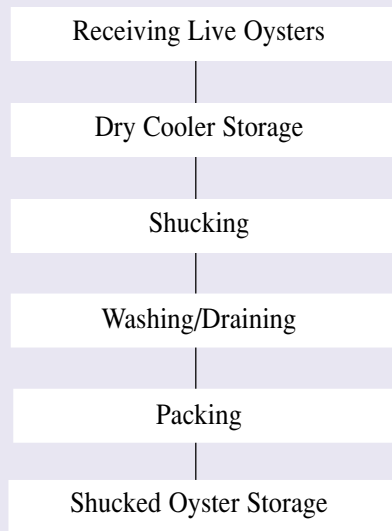 Receiving Live Oysters
Dry Cooler Storage
Shucking
Washing/Draining
Packing
Shucked Oyster Storage